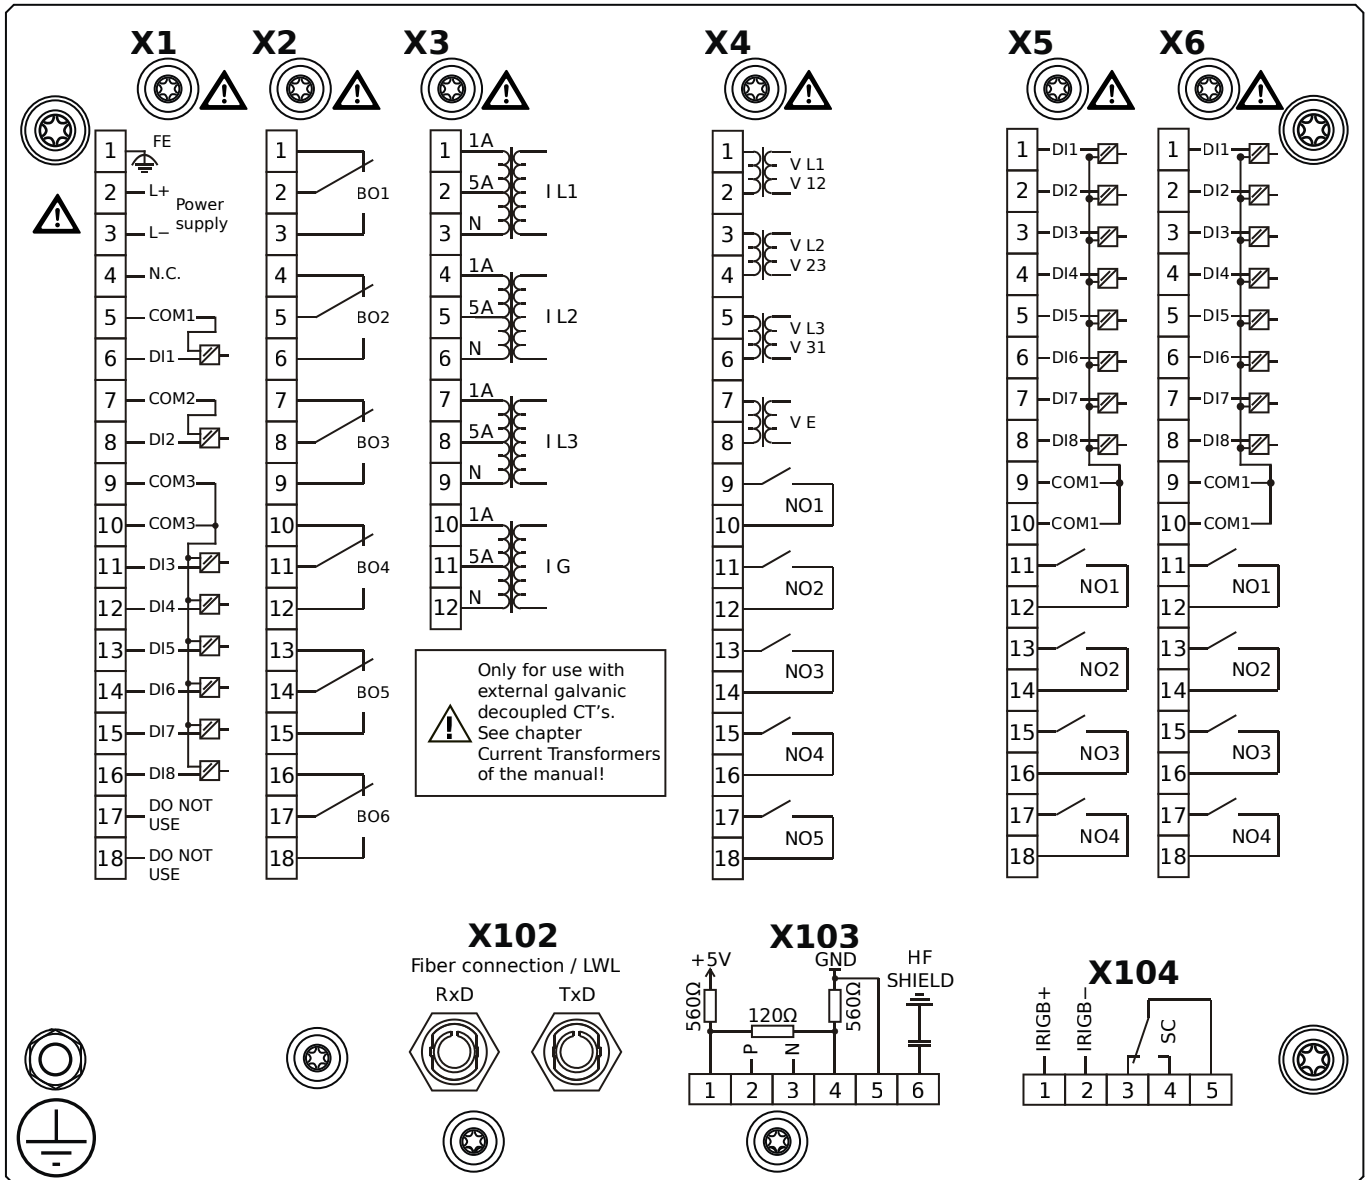 X1
X2
X3
X4
X5
X6
1
FE
2
L+
Power
supply
3
L−
4
N.C.
5
COM1
6
DI1
7
COM2
8
DI2
9
COM3
10
COM3
11
DI3
12
DI4
13
DI5
14
DI6
15
DI7
16
DI8
17
DO NOT
USE
18
DO NOT
USE
1
2
BO1
3
4
5
BO2
6
7
8
BO3
9
10
11
BO4
12
13
14
BO5
15
16
17
BO6
18
1
1A
2
5A
I L1
3
N
4
1A
5
5A
I L2
6
N
7
1A
8
5A
I L3
9
N
10
1A
11
5A
I G
12
N
Only for use with
external galvanic
decoupled CT's.
See chapter
Current Transformers
of the manual!
1
V L1
V 12
2
3
V L2
V 23
4
5
V L3
V 31
6
7
V E
8
9
NO1
10
11
NO2
12
13
NO3
14
15
NO4
16
17
NO5
18
1
DI1
2
DI2
3
DI3
4
DI4
5
DI5
6
DI6
7
DI7
8
DI8
9
COM1
10
COM1
11
NO1
12
13
NO2
14
15
NO3
16
17
NO4
18
1
DI1
2
DI2
3
DI3
4
DI4
5
DI5
6
DI6
7
DI7
8
DI8
9
COM1
10
COM1
11
NO1
12
13
NO2
14
15
NO3
16
17
NO4
18
X102
Fiber connection / LWL
RxD
TxD
X103
+5V
GND
HF
SHIELD
560Ω
120Ω
560Ω
P
N
1
2
3
4
5
6
X104
IRIGB+
IRIGB−
SC
1
2
3
4
5